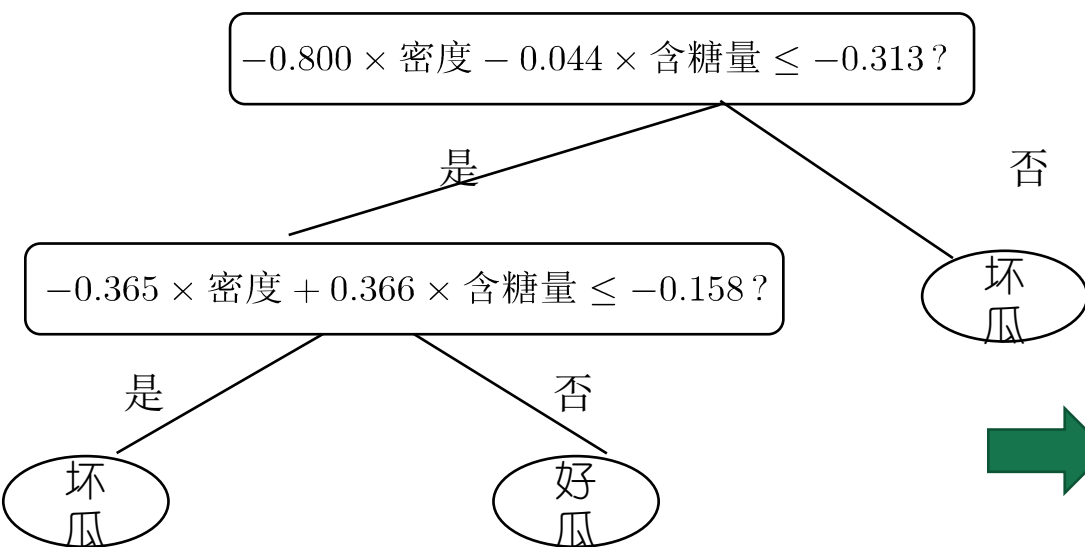 −0.800 × 密度 − 0.044 × 含糖量 ≤ −0.313?
是
否
−0.365 × 密度 + 0.366 × 含糖量 ≤ −0.158?
坏
瓜
是
否
坏
瓜
好
瓜